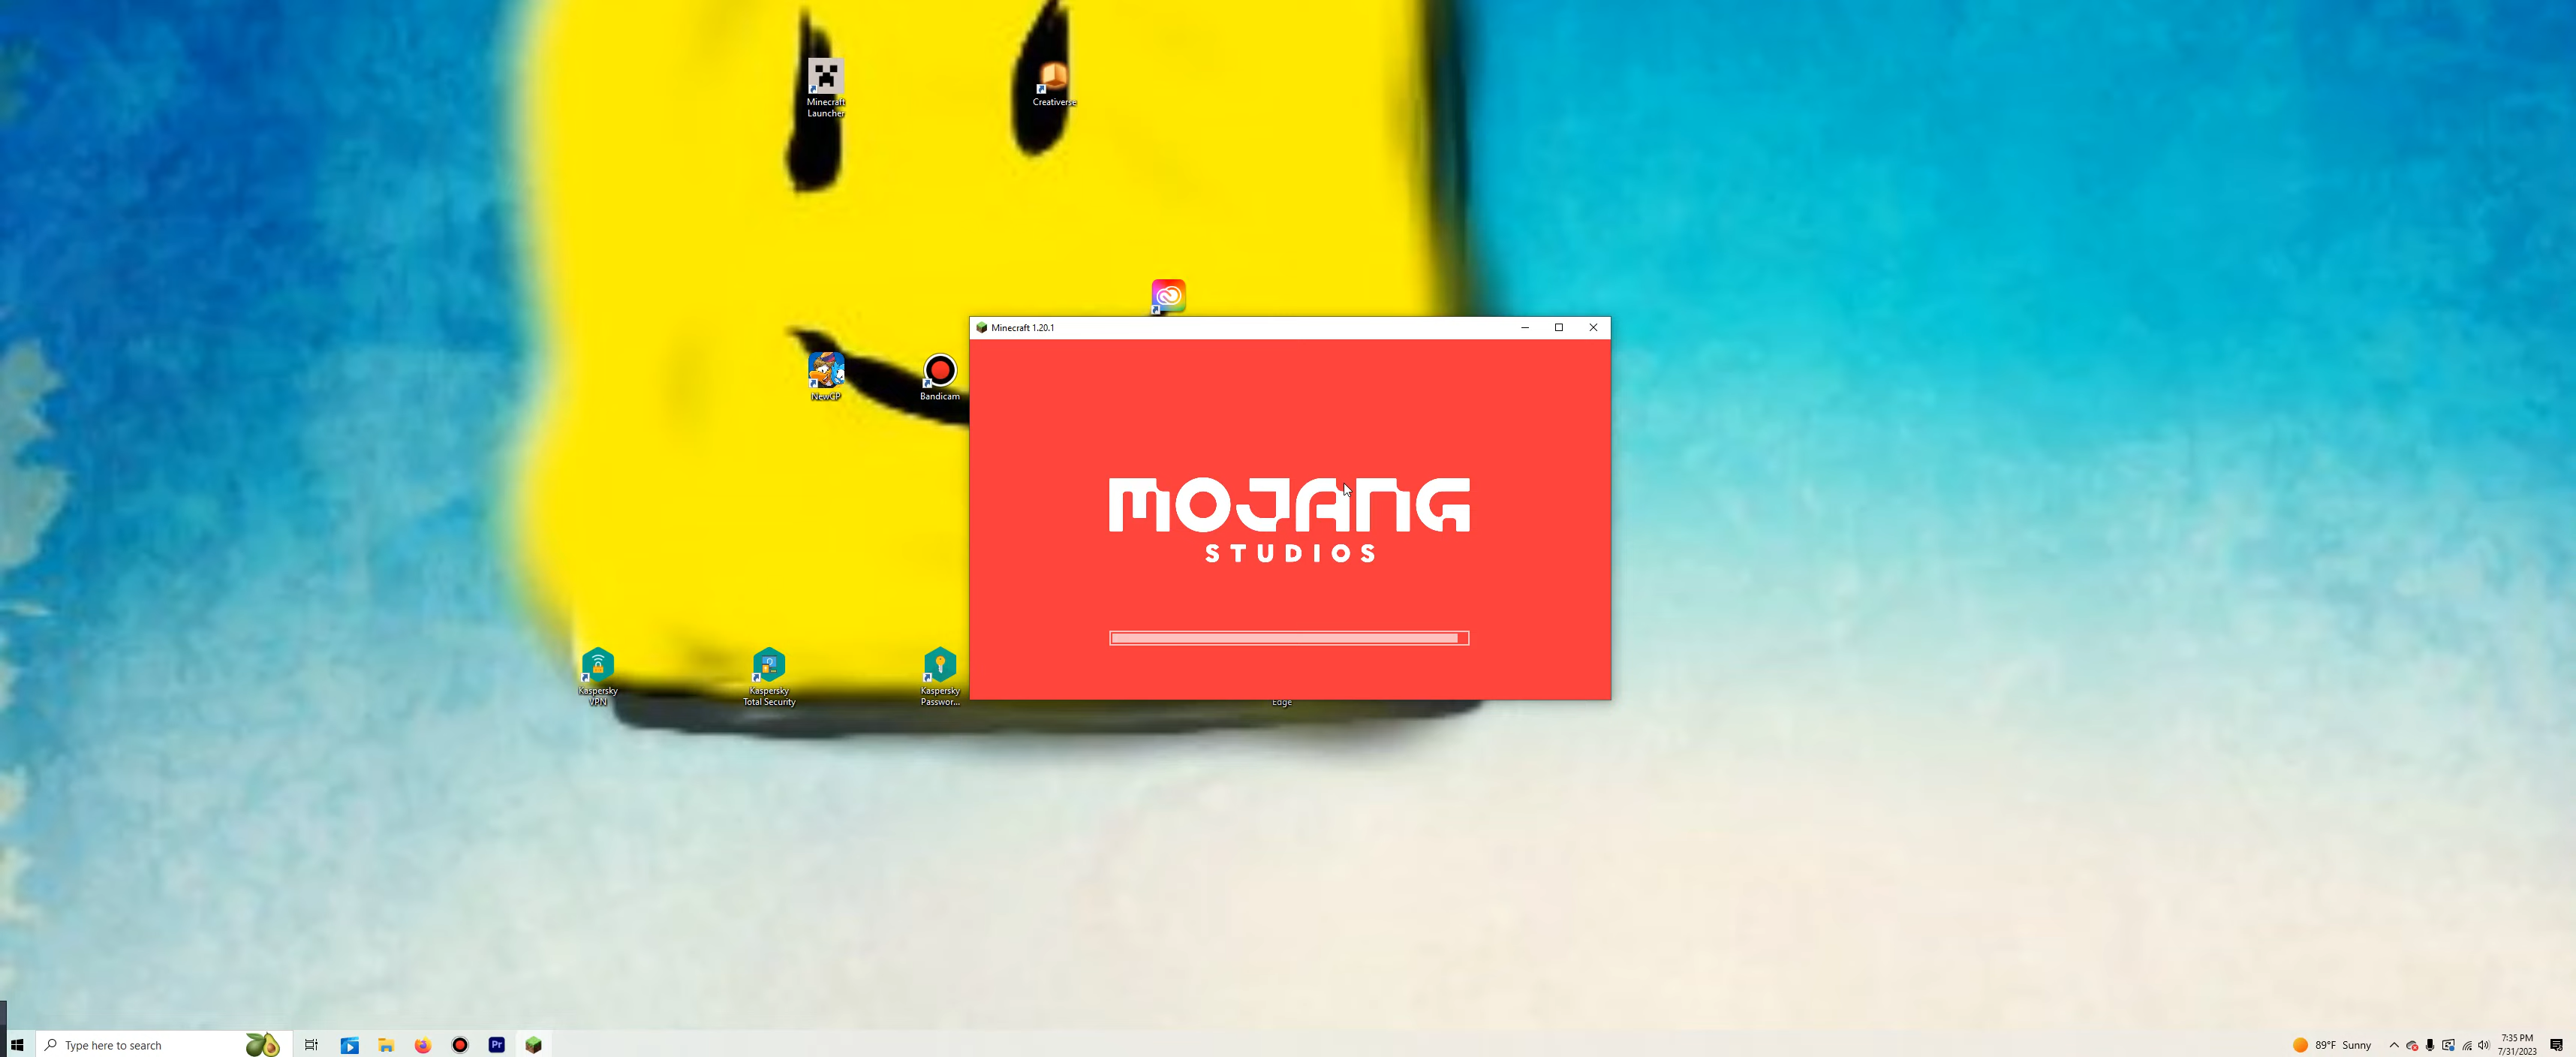 Minecraft
Launcher
Creativerse
Minecraft 1.20.1
NewCP
Bandicam
MOJANG
STUDIOS
Kaspersky
VPN
Kaspersky
Total Security
Kaspersky
Passwor...
Edge
Type here to search
Pr
89°F Sunny
7:35 PM
7/31/2023